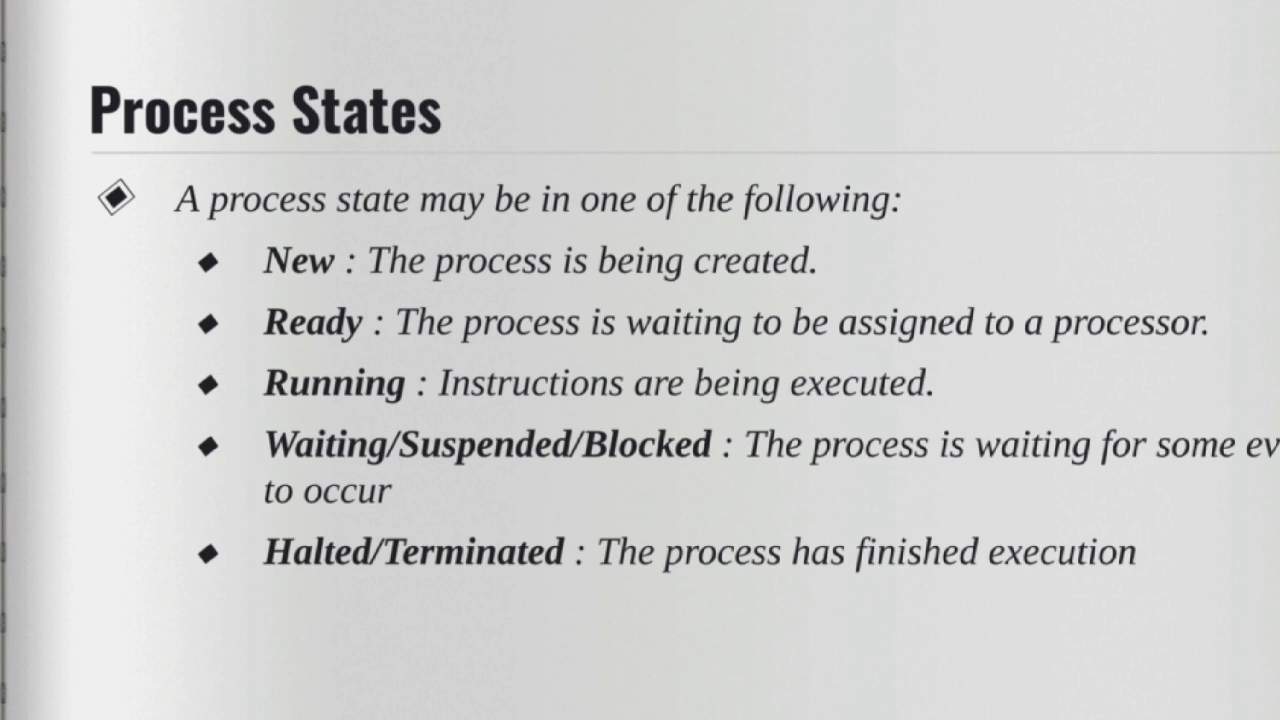 Process States
A process state may be in one of the following:
New : The process is being created.
Ready : The process is waiting to be assigned to a processor.
Running : Instructions are being executed.
Waiting/Suspended/Blocked : The process is waiting for some
to occur
Halted/Terminated : The process has finished execution